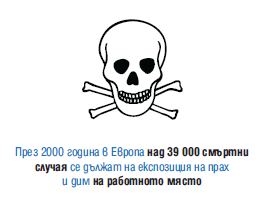 През 2000 година в Европа над 39 000 смъртни
случая се дължат на експозиция на прах
и дим на работното място